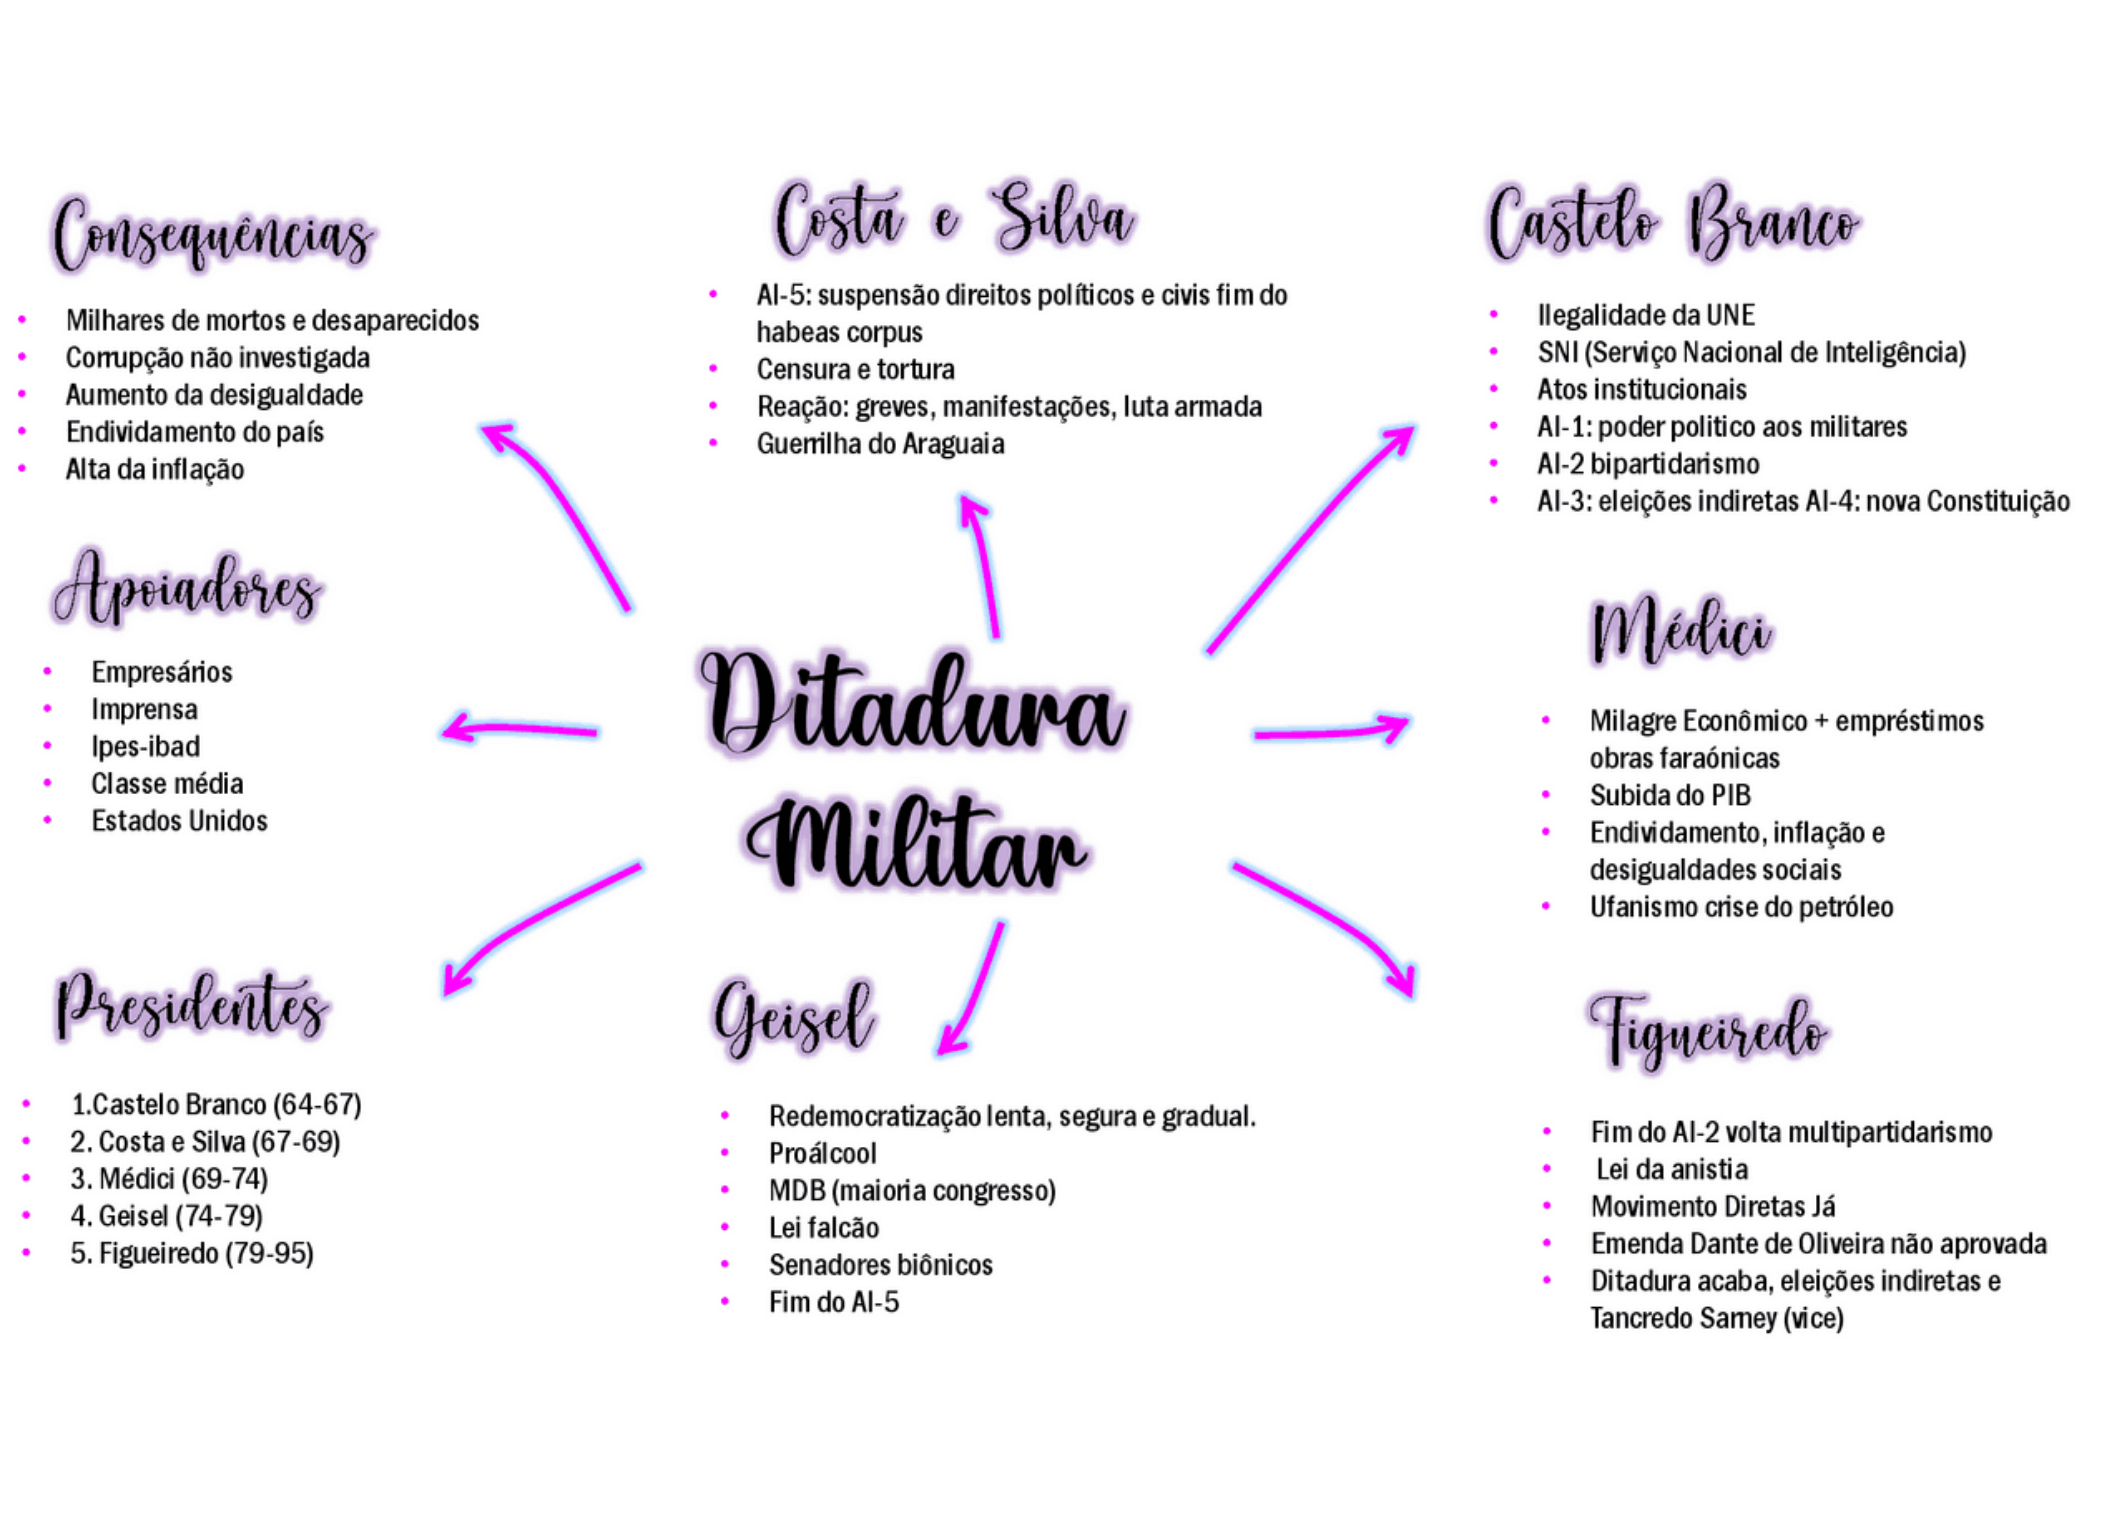 Consequências
Milhares de mortos e desaparecidos
Corrupção não investigada
Aumento da desigualdade
Endividamento do país
Alta da inflação
Costa e Silva
AI-5: suspensão direitos políticos e civis fim do
habeas corpus
Censura e tortura
Reação: greves, manifestações, luta armada
Guerrilha do Araguaia
Castelo Branco
Ilegalidade da UNE
SNI (Serviço Nacional de Inteligência)
Atos institucionais
AI-1: poder politico aos militares
AI-2 bipartidarismo
AI-3: eleições indiretas AI-4: nova Constituição
Apoiadores
Empresários
Imprensa
Ipes-ibad
Classe média
Estados Unidos
Ditadura
Militar
Médici
Milagre Econômico + empréstimos
obras faraónicas
Subida do PIB
Endividamento, inflação e
desigualdades sociais
Ufanismo crise do petróleo
Presidentes
1.Castelo Branco (64-67)
2. Costa e Silva (67-69)
3. Médici (69-74)
4. Geisel (74-79)
5. Figueiredo (79-95)
Geisel
Redemocratização lenta, segura e gradual.
Proálcool
MDB (maioria congresso)
Lei falcão
Senadores biônicos
Fim do AI-5
Figueiredo
Fim do AI-2 volta multipartidarismo
Lei da anistia
Movimento Diretas Já
Emenda Dante de Oliveira não aprovada
Ditadura acaba, eleições indiretas e
Tancredo Sarney (vice)